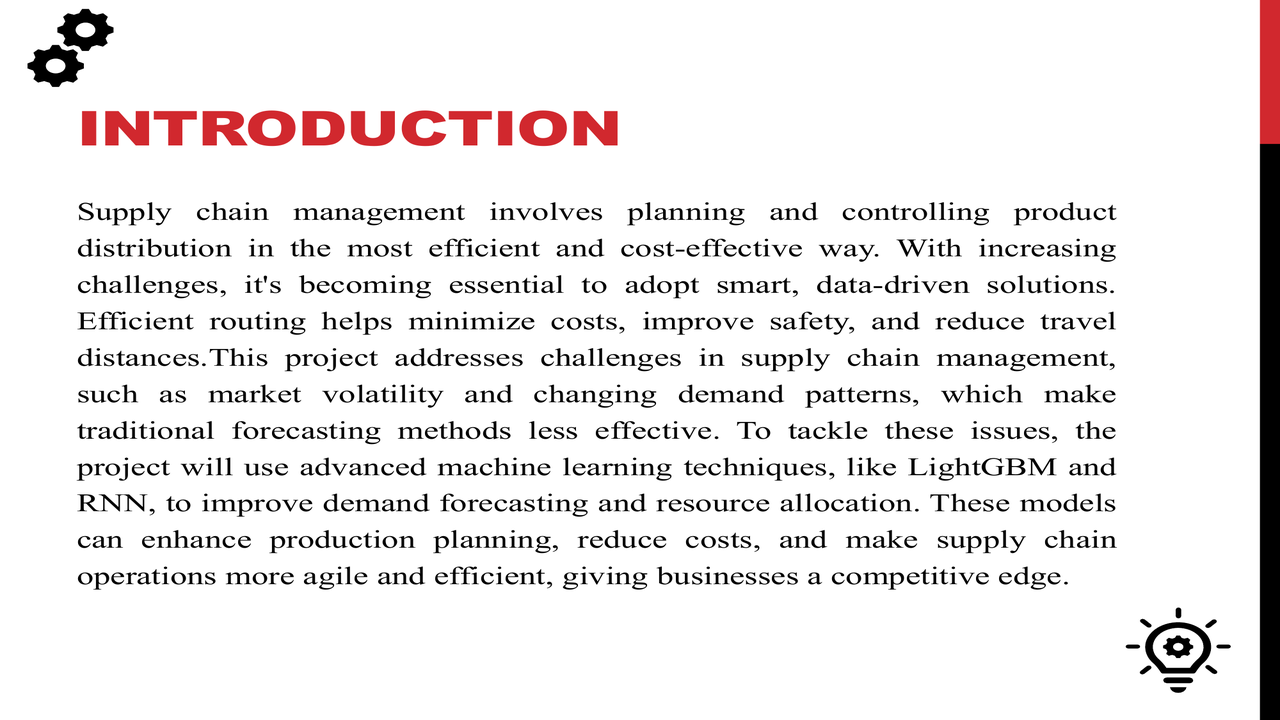 INTRODUCTION
Supply chain management involves planning and controlling product
distribution in the most efficient and cost-effective way. With increasing
challenges, it's becoming essential to adopt smart, data-driven solutions.
Efficient routing helps minimize costs, improve safety, and reduce travel
distances.This project addresses challenges in supply chain management,
such as market volatility and changing demand patterns, which make
traditional forecasting methods less effective. To tackle these issues, the
project will use advanced machine learning techniques, like LightGBM and
RNN, to improve demand forecasting and resource allocation. These models
can enhance production planning, reduce costs, and make supply chain
operations more agile and efficient, giving businesses a competitive edge.